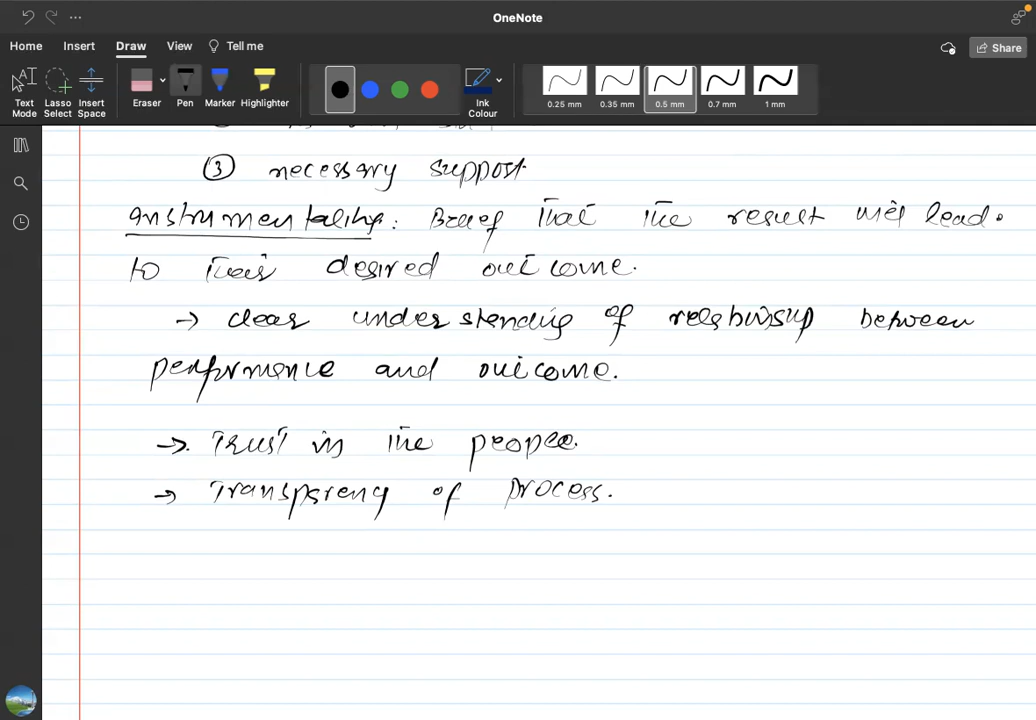 OneNote
Home Insert Draw View Tell me
Share
Text Mode
Lasso Select
Insert Space
Eraser
Pen
Marker
Highlighter
Ink Colour
0.25 mm
0.35 mm
0.5 mm
0.7 mm
1 mm
③ necessary support
instrumentality: Belief that the result will lead
to their desired outcome.
→ clear understanding of relationship between
performance and outcome.
→ Trust in the people.
→ Transparency of process.